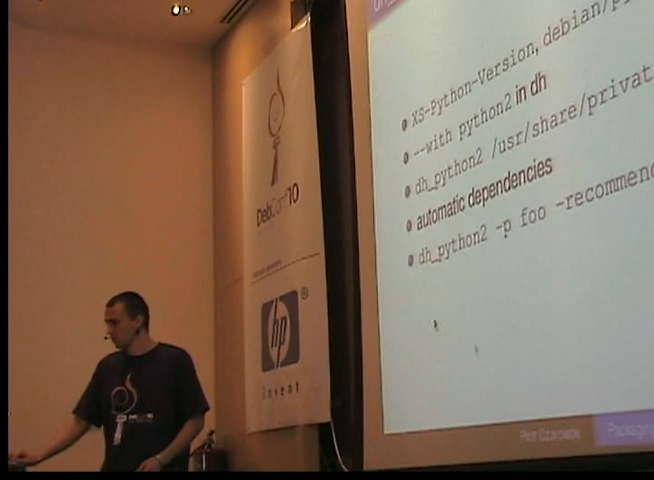 XS-Python-Version, debian/p
--with python2 in dh
dh_python2 /usr/share/privat
automatic dependencies
dh_python2 -p foo -recommen
DebConf10
hp
invent
Packaging